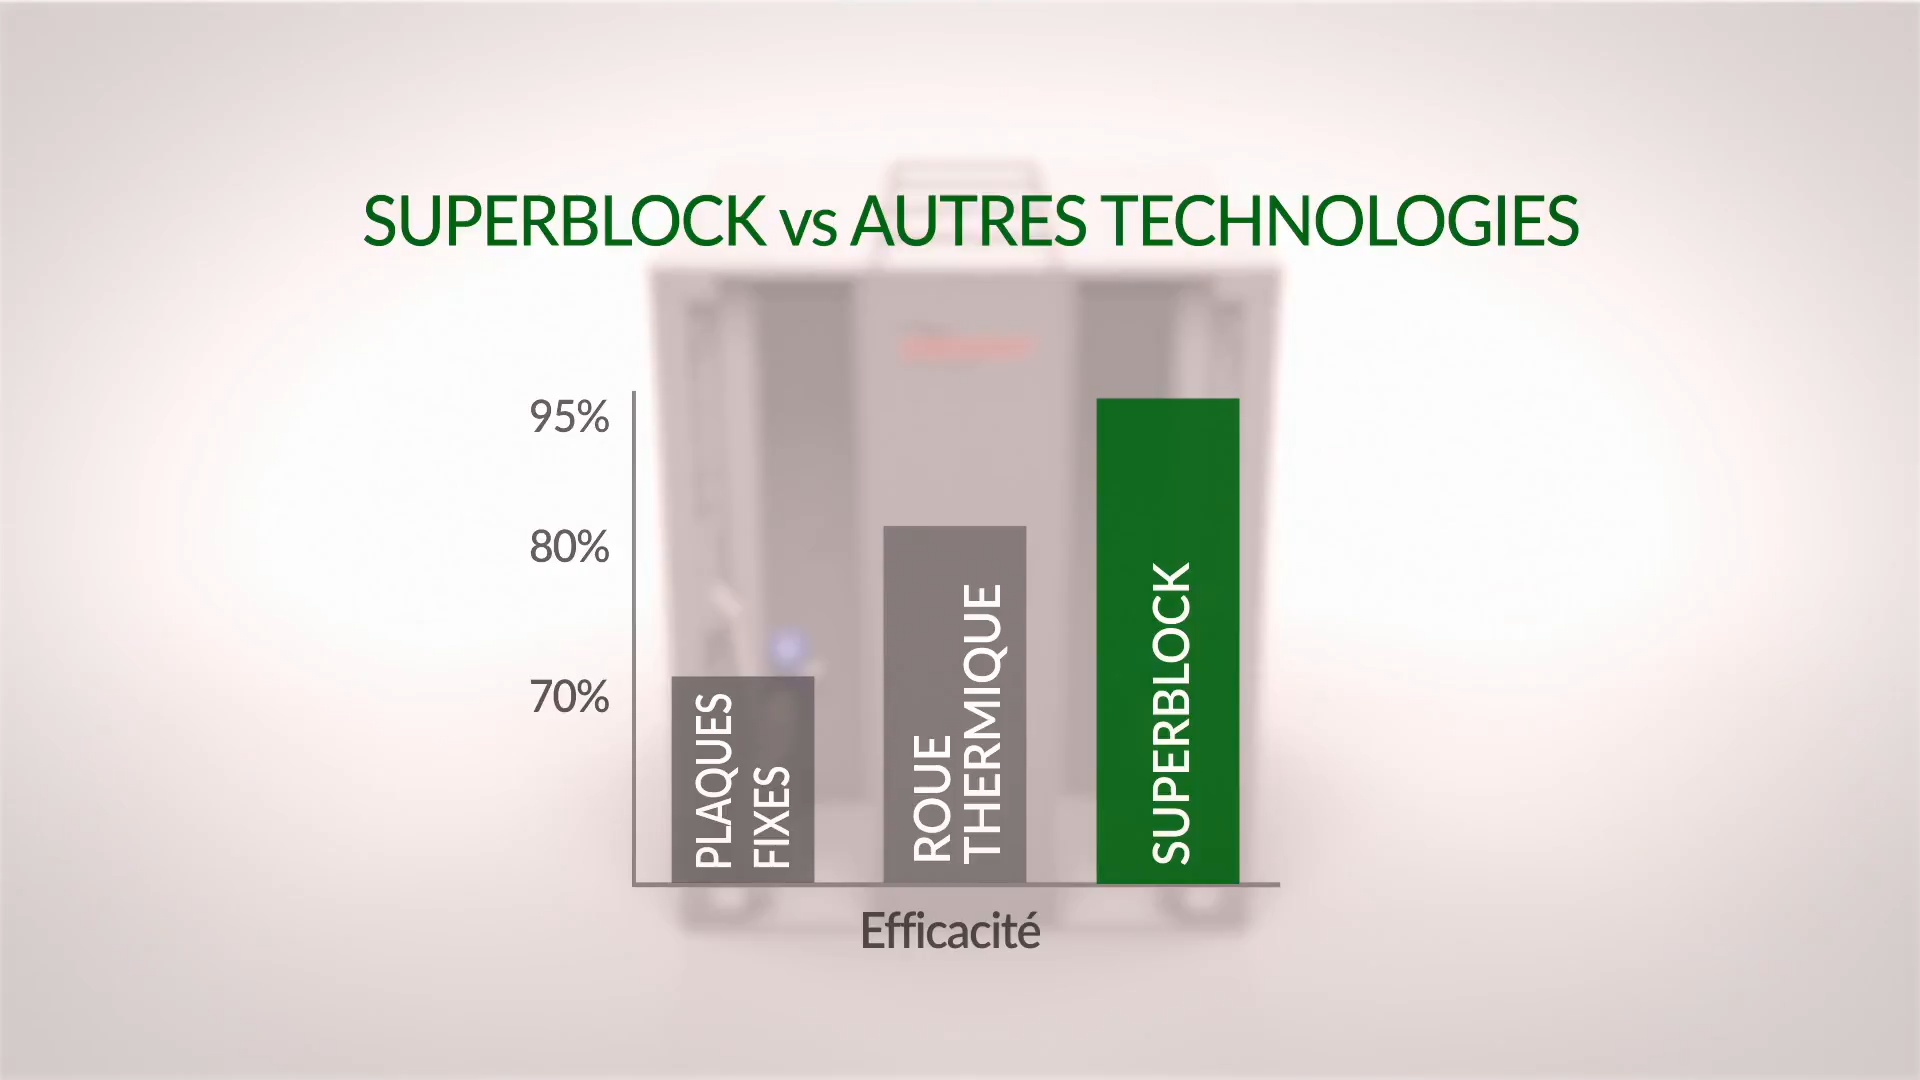 SUPERBLOCK vs AUTRES TECHNOLOGIES
95%
80%
70%
PLAQUES
FIXES
ROUE
THERMIQUE
SUPERBLOCK
Efficacité